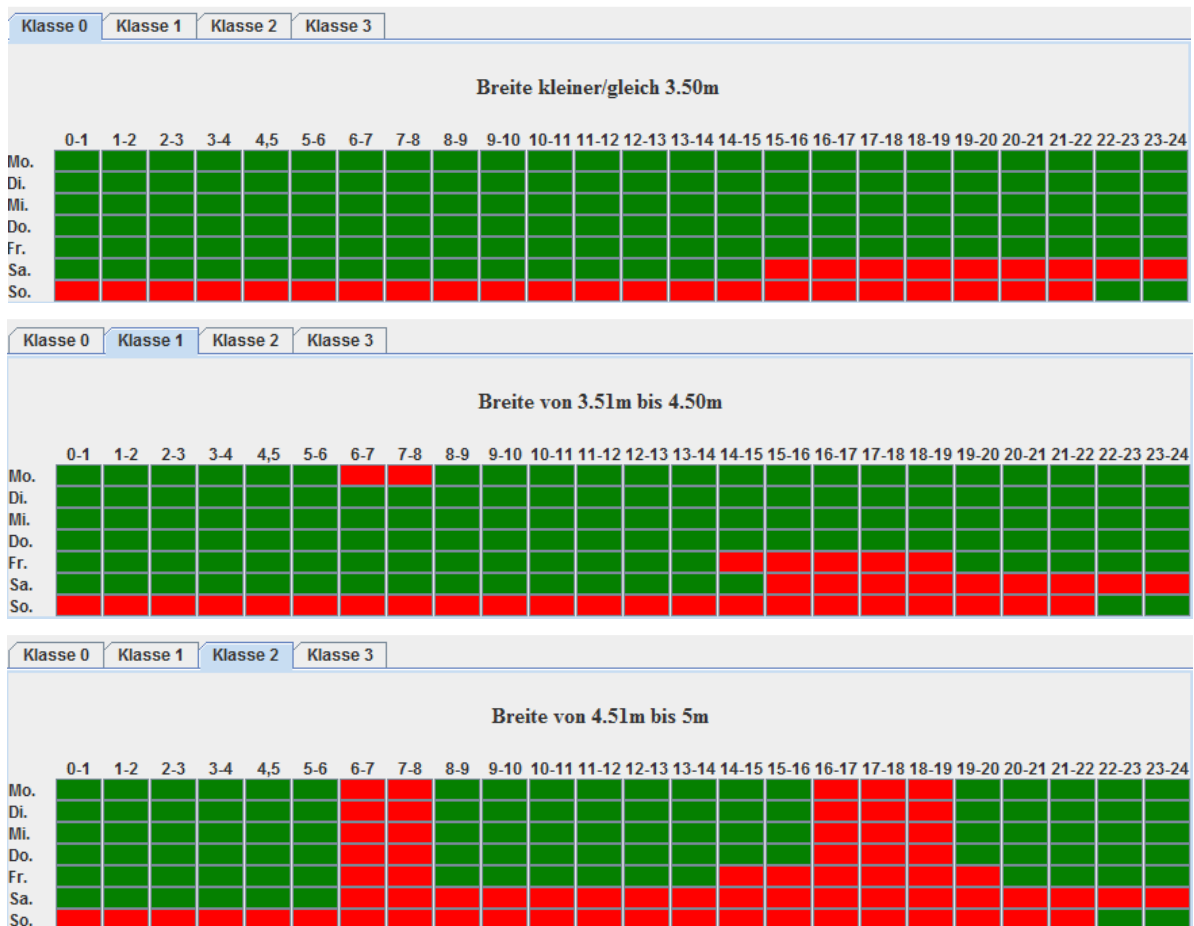 Klasse 0 Klasse 1 Klasse 2 Klasse 3
Breite kleiner/gleich 3.50m
0-1 1-2 2-3 3-4 4,5 5-6 6-7 7-8 8-9 9-10 10-11 11-12 12-13 13-14 14-15 15-16 16-17 17-18 18-19 19-20 20-21 21-22 22-23 23-24
Mo.
Di.
Mi.
Do.
Fr.
Sa.
So.
Klasse 0 Klasse 1 Klasse 2 Klasse 3
Breite von 3.51m bis 4.50m
0-1 1-2 2-3 3-4 4,5 5-6 6-7 7-8 8-9 9-10 10-11 11-12 12-13 13-14 14-15 15-16 16-17 17-18 18-19 19-20 20-21 21-22 22-23 23-24
Mo.
Di.
Mi.
Do.
Fr.
Sa.
So.
Klasse 0 Klasse 1 Klasse 2 Klasse 3
Breite von 4.51m bis 5m
0-1 1-2 2-3 3-4 4,5 5-6 6-7 7-8 8-9 9-10 10-11 11-12 12-13 13-14 14-15 15-16 16-17 17-18 18-19 19-20 20-21 21-22 22-23 23-24
Mo.
Di.
Mi.
Do.
Fr.
Sa.
So.